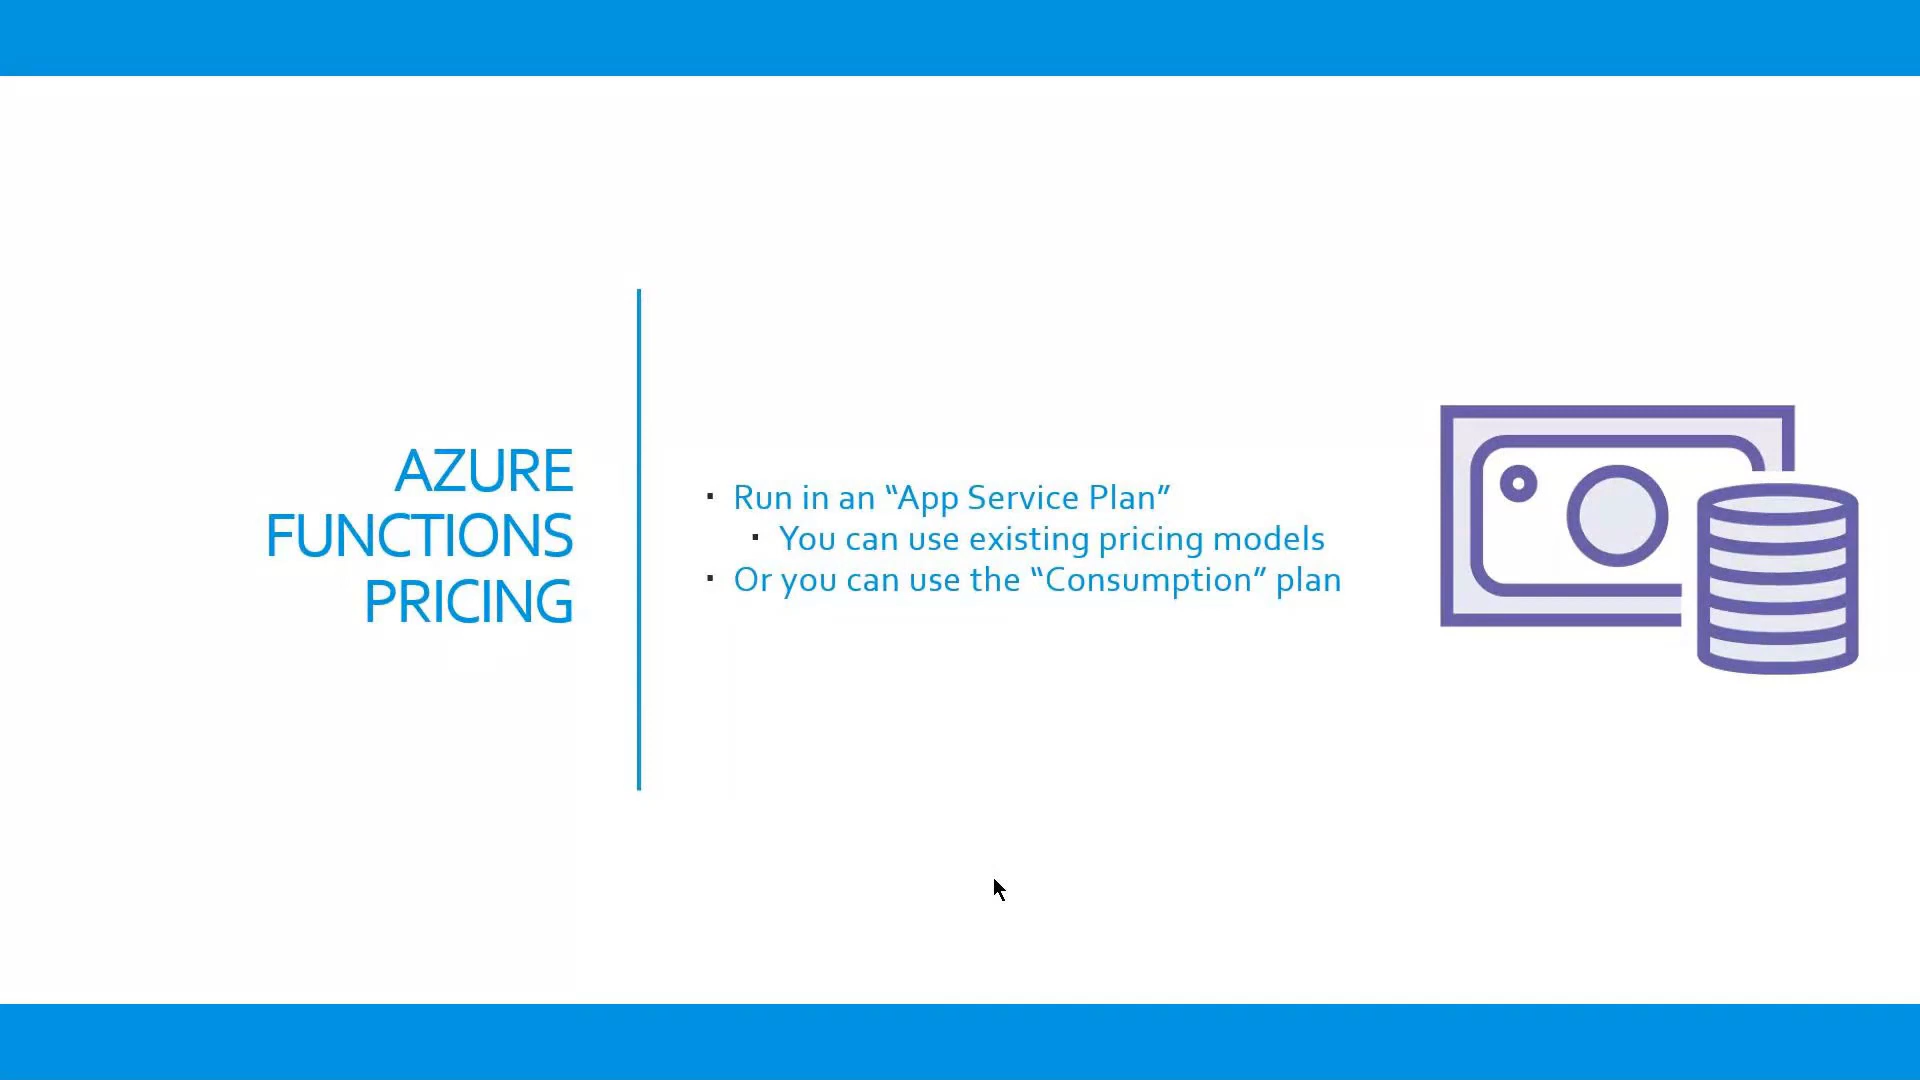 AZURE
FUNCTIONS
PRICING
▪ Run in an “App Service Plan”
▪ You can use existing pricing models
▪ Or you can use the “Consumption” plan